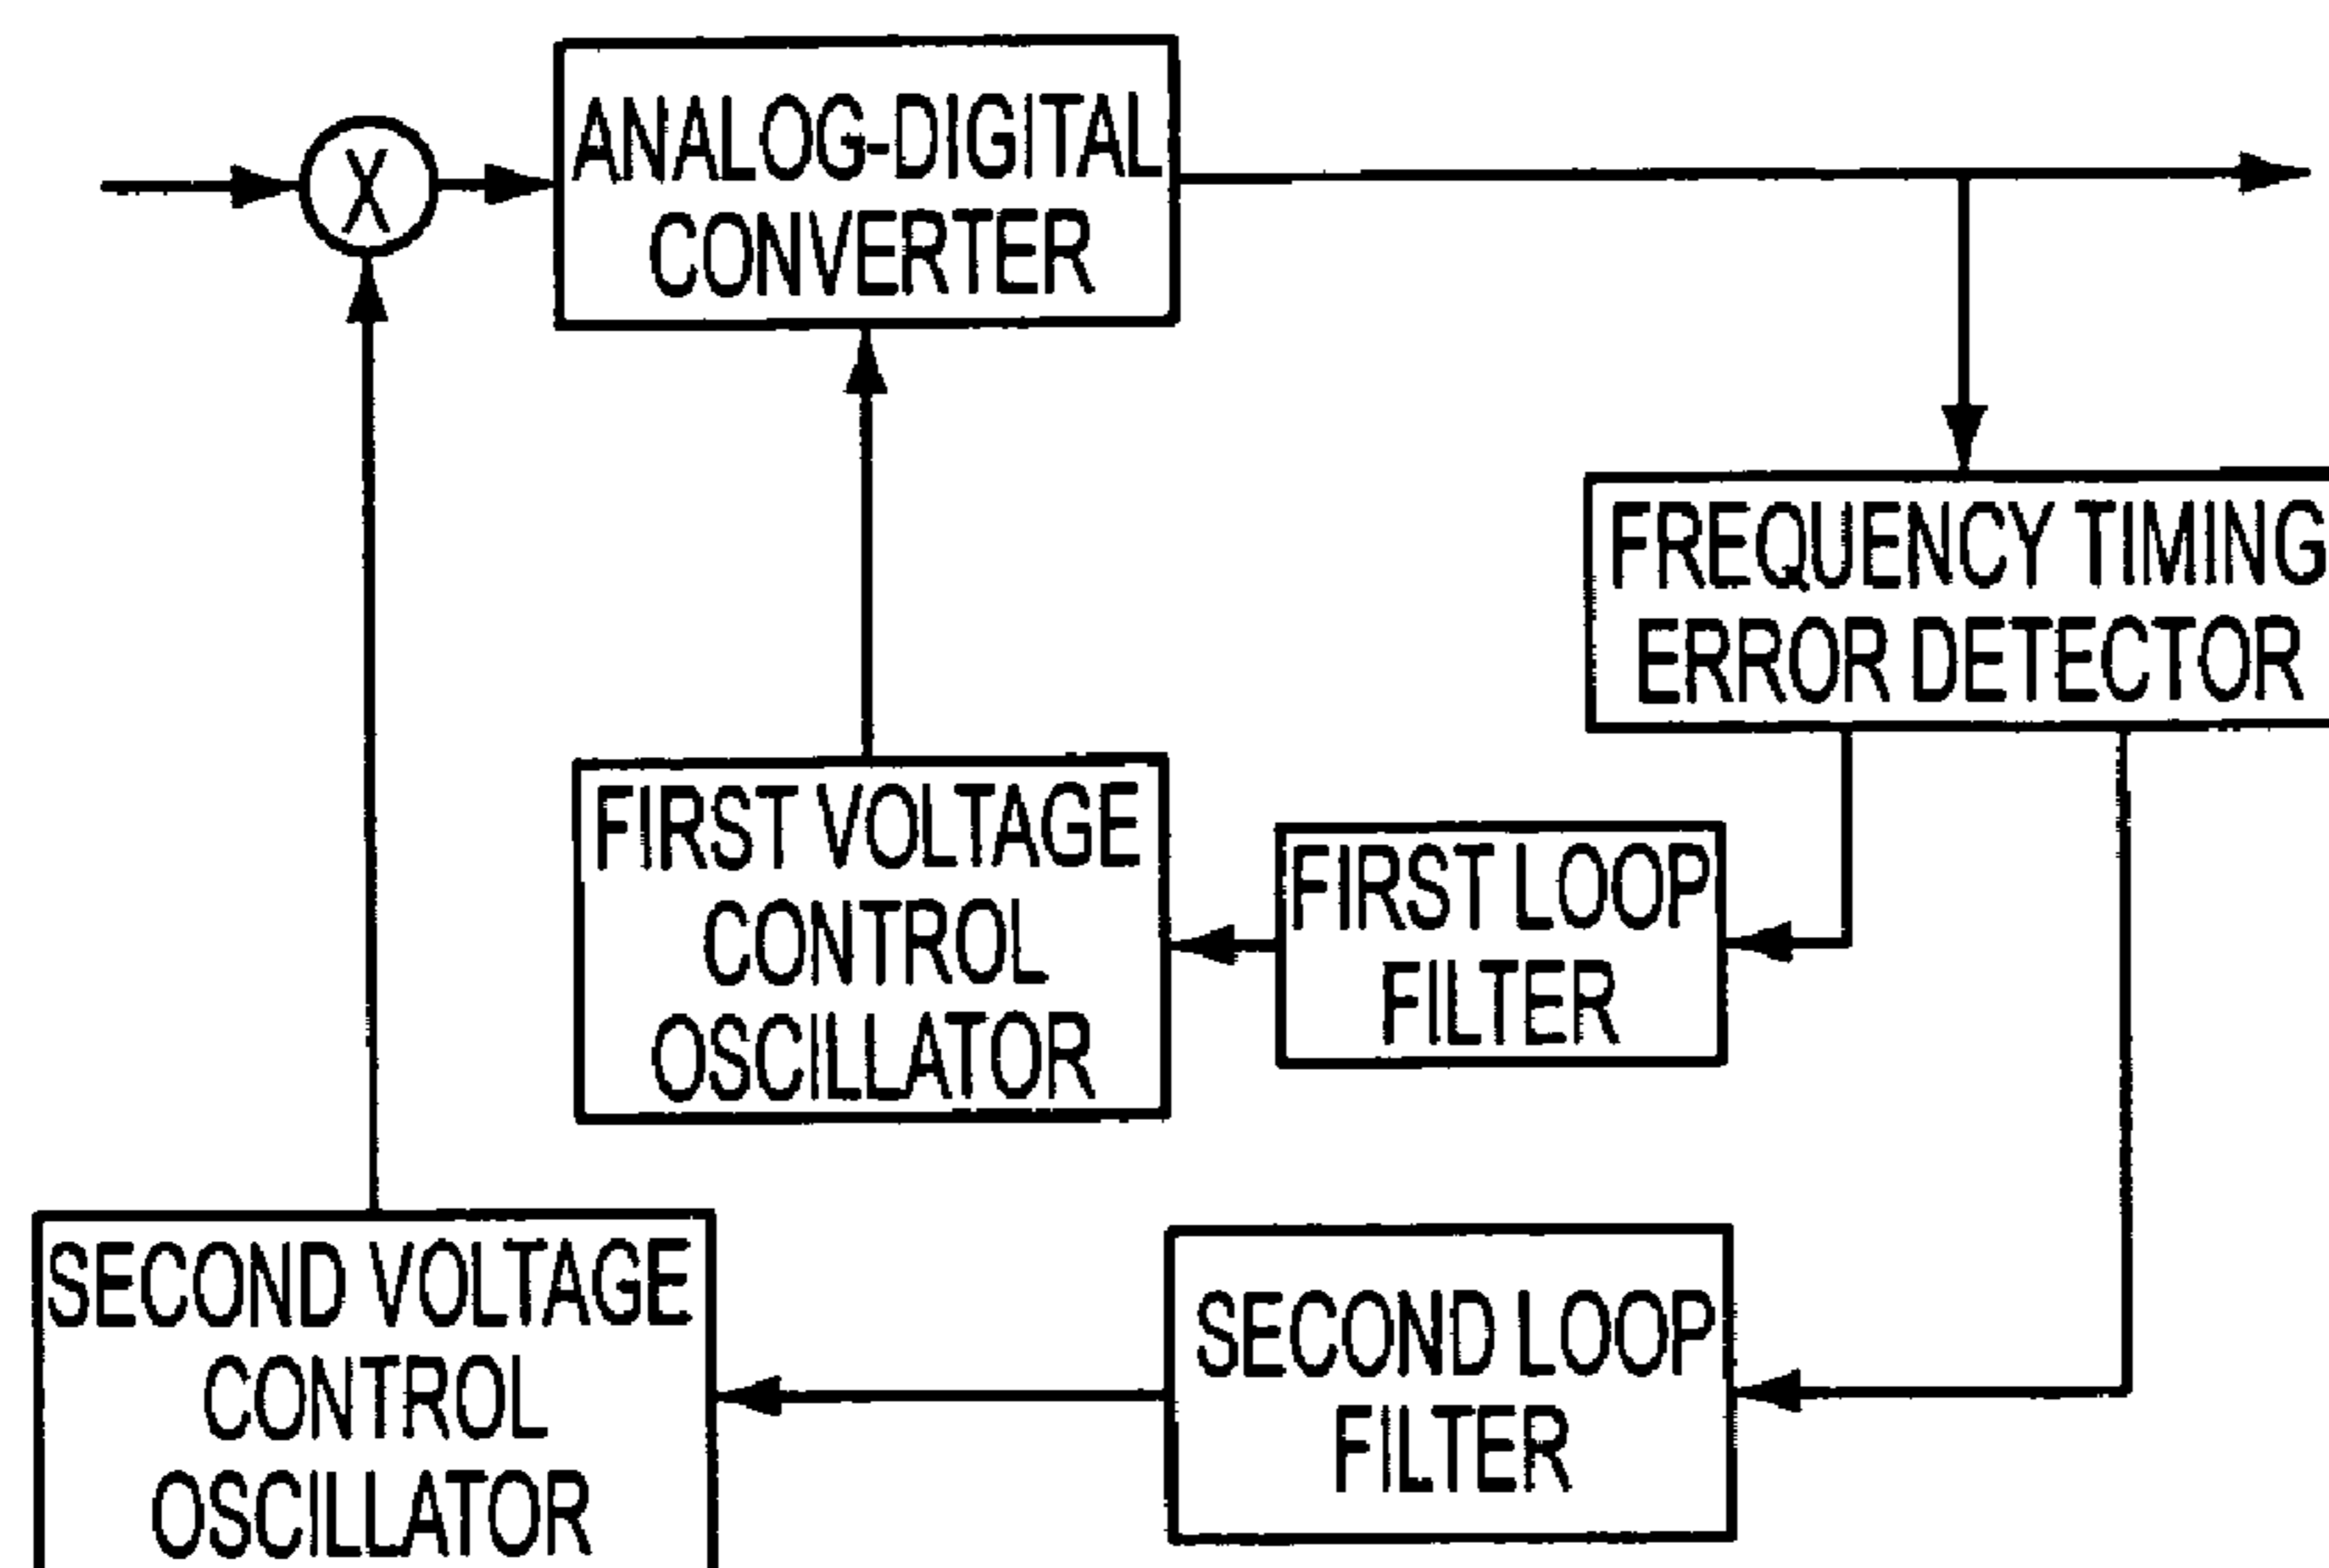 X
ANALOG-DIGITAL
CONVERTER
FREQUENCY TIMING
ERROR DETECTOR
FIRST VOLTAGE
CONTROL
OSCILLATOR
FIRST LOOP
FILTER
SECOND VOLTAGE
CONTROL
OSCILLATOR
SECOND LOOP
FILTER